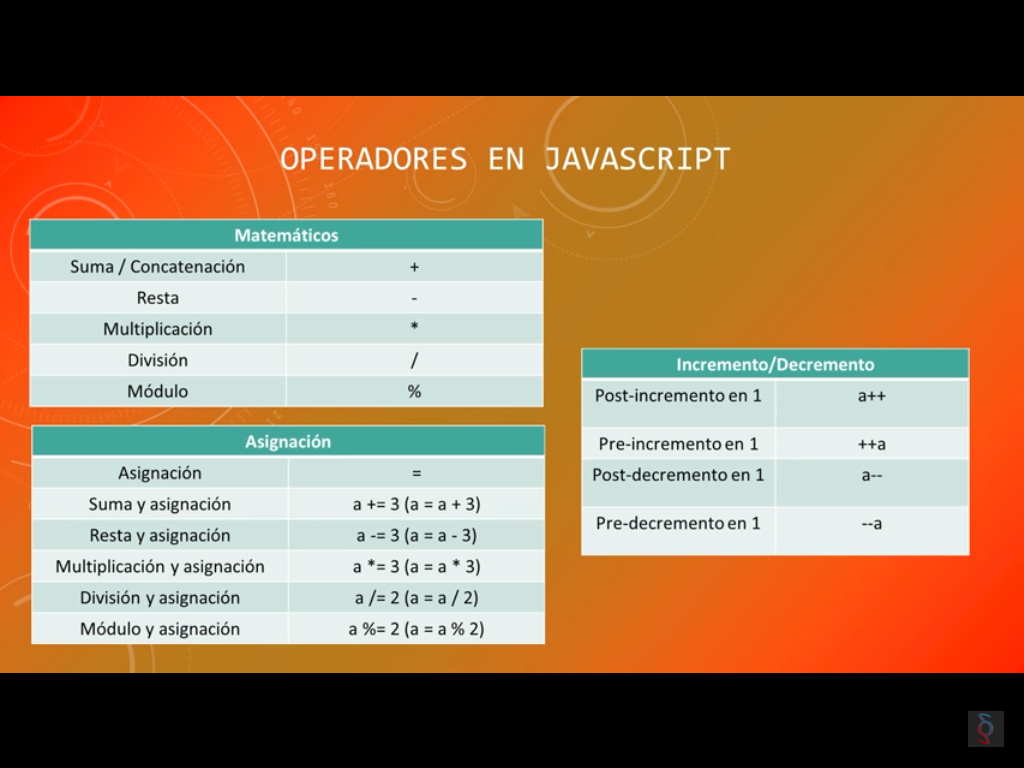 OPERADORES EN JAVASCRIPT
Matemáticos
Suma / Concatenación +
Resta -
Multiplicación *
División /
Módulo %
Asignación
Asignación =
Suma y asignación a += 3 (a = a + 3)
Resta y asignación a -= 3 (a = a - 3)
Multiplicación y asignación a *= 3 (a = a * 3)
División y asignación a /= 2 (a = a / 2)
Módulo y asignación a %= 2 (a = a % 2)
Incremento/Decremento
Post-incremento en 1 a++
Pre-incremento en 1 ++a
Post-decremento en 1 a--
Pre-decremento en 1 --a